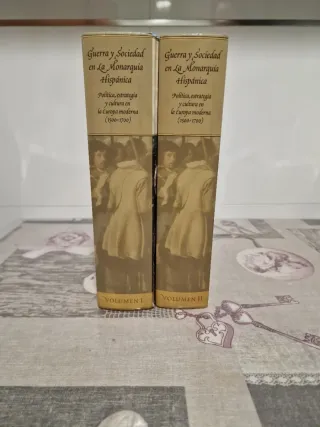 Guerra y Sociedad
en La Monarquía
Hispánica
Política, estrategia
y cultura en
la Europa moderna
(1500-1700)
VOLUMEN I
Guerra y Sociedad
en La Monarquía
Hispánica
Política, estrategia
y cultura en
la Europa moderna
(1500-1700)
VOLUMEN II